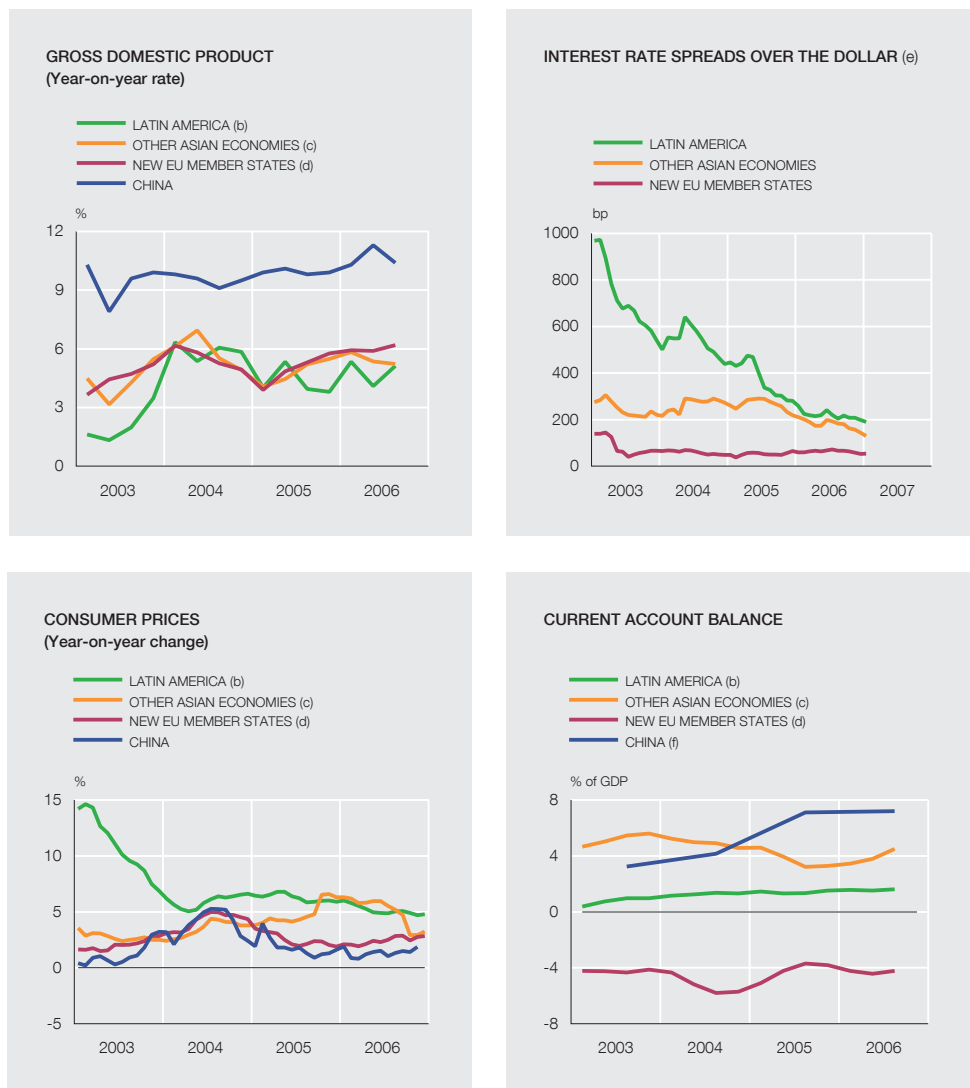 GROSS DOMESTIC PRODUCT
(Year-on-year rate)
LATIN AMERICA (b)
OTHER ASIAN ECONOMIES (c)
NEW EU MEMBER STATES (d)
CHINA
%
12
9
6
3
0
2003 2004 2005 2006
INTEREST RATE SPREADS OVER THE DOLLAR (e)
LATIN AMERICA
OTHER ASIAN ECONOMIES
NEW EU MEMBER STATES
bp
1000
800
600
400
200
0
2003 2004 2005 2006 2007
CONSUMER PRICES
(Year-on-year change)
LATIN AMERICA (b)
OTHER ASIAN ECONOMIES (c)
NEW EU MEMBER STATES (d)
CHINA
%
15
10
5
0
-5
2003 2004 2005 2006
CURRENT ACCOUNT BALANCE
LATIN AMERICA (b)
OTHER ASIAN ECONOMIES (c)
NEW EU MEMBER STATES (d)
CHINA (f)
% of GDP
8
4
0
-4
-8
2003 2004 2005 2006